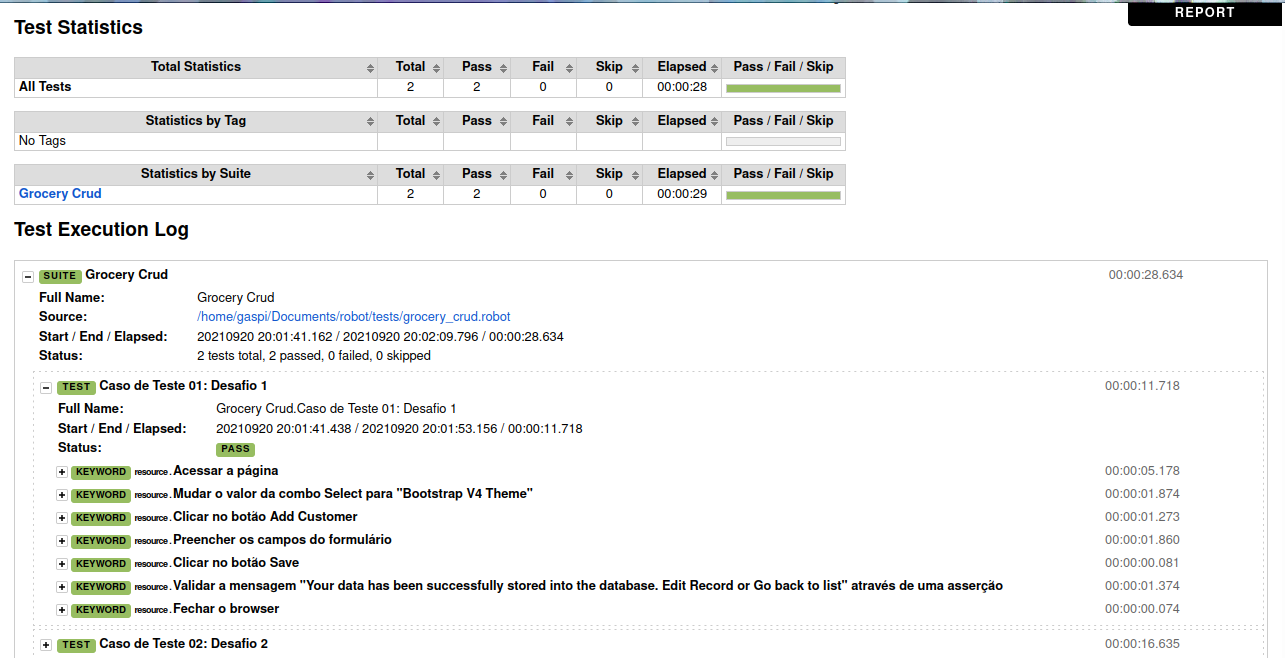 REPORT
Test Statistics
Total Statistics Total Pass Fail Skip Elapsed Pass / Fail / Skip
All Tests 2 2 0 0 00:00:28
Statistics by Tag Total Pass Fail Skip Elapsed Pass / Fail / Skip
No Tags
Statistics by Suite Total Pass Fail Skip Elapsed Pass / Fail / Skip
Grocery Crud 2 2 0 0 00:00:29
Test Execution Log
SUITE Grocery Crud 00:00:28.634
Full Name: Grocery Crud
Source: /home/gaspi/Documents/robot/tests/grocery_crud.robot
Start / End / Elapsed: 20210920 20:01:41.162 / 20210920 20:02:09.796 / 00:00:28.634
Status: 2 tests total, 2 passed, 0 failed, 0 skipped
TEST Caso de Teste 01: Desafio 1 00:00:11.718
Full Name: Grocery Crud.Caso de Teste 01: Desafio 1
Start / End / Elapsed: 20210920 20:01:41.438 / 20210920 20:01:53.156 / 00:00:11.718
Status: PASS
KEYWORD resource.Acessar a página 00:00:05.178
KEYWORD resource.Mudar o valor da combo Select para "Bootstrap V4 Theme" 00:00:01.874
KEYWORD resource.Clicar no botão Add Customer 00:00:01.273
KEYWORD resource.Preencher os campos do formulário 00:00:01.860
KEYWORD resource.Clicar no botão Save 00:00:00.081
KEYWORD resource.Validar a mensagem "Your data has been successfully stored into the database. Edit Record or Go back to list" através de uma asserção 00:00:01.374
KEYWORD resource.Fechar o browser 00:00:00.074
TEST Caso de Teste 02: Desafio 2 00:00:16.635